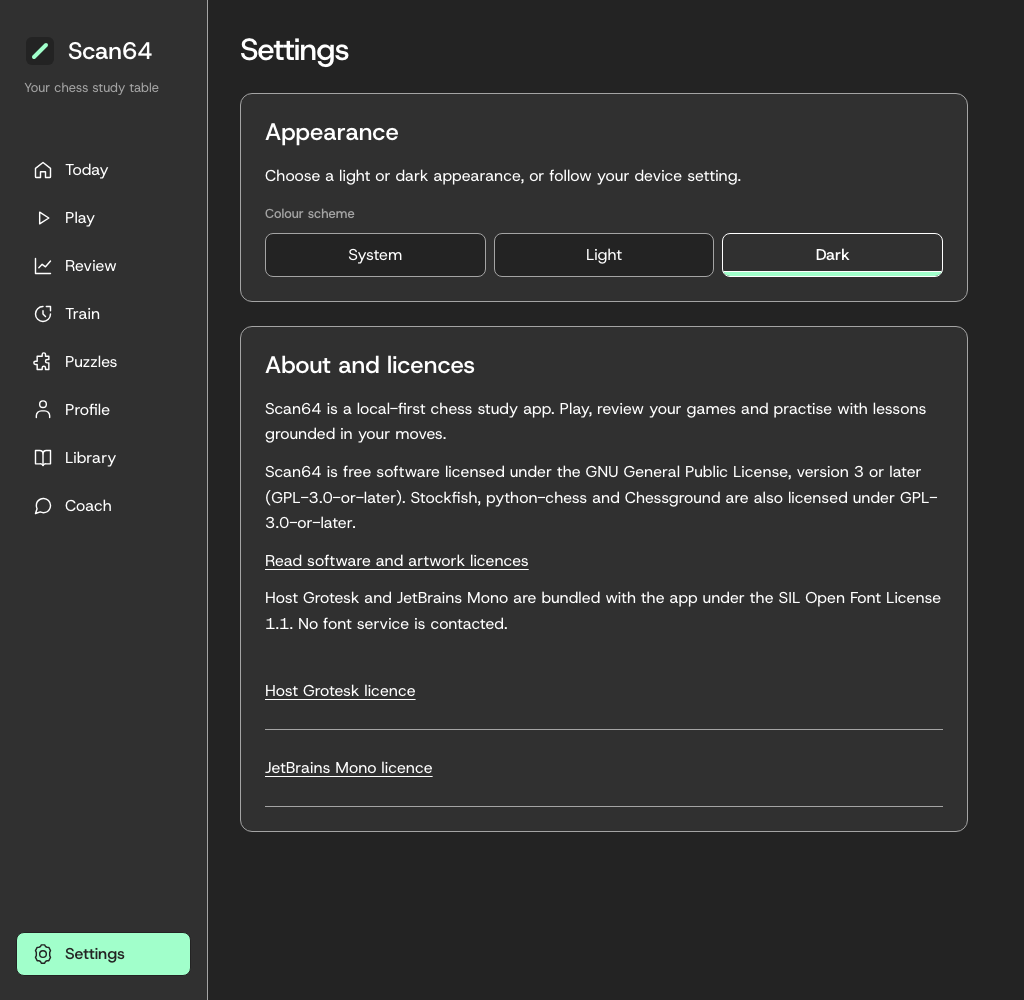 Scan64
Your chess study table
Today
Play
Review
Train
Puzzles
Profile
Library
Coach
Settings
Settings
Appearance
Choose a light or dark appearance, or follow your device setting.
Colour scheme
System
Light
Dark
About and licences
Scan64 is a local-first chess study app. Play, review your games and practise with lessons
grounded in your moves.
Scan64 is free software licensed under the GNU General Public License, version 3 or later
(GPL-3.0-or-later). Stockfish, python-chess and Chessground are also licensed under GPL-
3.0-or-later.
Read software and artwork licences
Host Grotesk and JetBrains Mono are bundled with the app under the SIL Open Font License
1.1. No font service is contacted.
Host Grotesk licence
JetBrains Mono licence